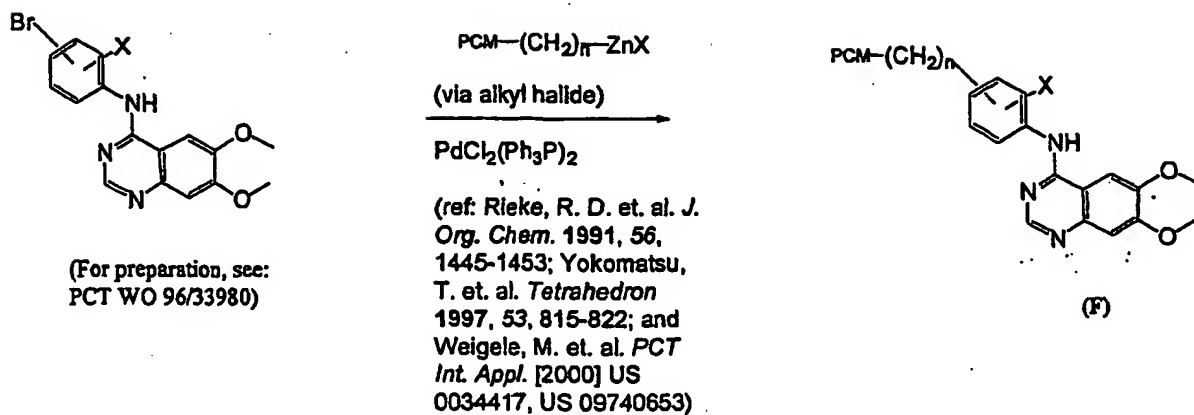 Br
X
NH
N
N
O
O
(For preparation, see:
PCT WO 96/33980)
PCM—(CH₂)n—ZnX
(via alkyl halide)
PdCl₂(Ph₃P)₂
(ref: Rieke, R. D. et. al. J.
Org. Chem. 1991, 56,
1445-1453; Yokomatsu,
T. et. al. Tetrahedron
1997, 53, 815-822; and
Weigele, M. et. al. PCT
Int. Appl. [2000] US
0034417, US 09740653)
PCM—(CH₂)n
X
NH
N
N
O
O
(F)